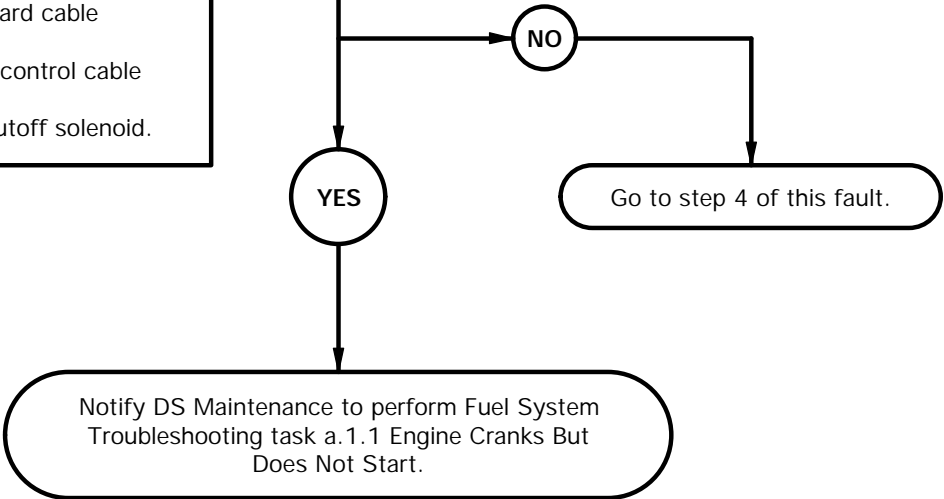 ard cable
control cable
utoff solenoid.
NO
YES
Go to step 4 of this fault.
Notify DS Maintenance to perform Fuel System
Troubleshooting task a.1.1 Engine Cranks But
Does Not Start.